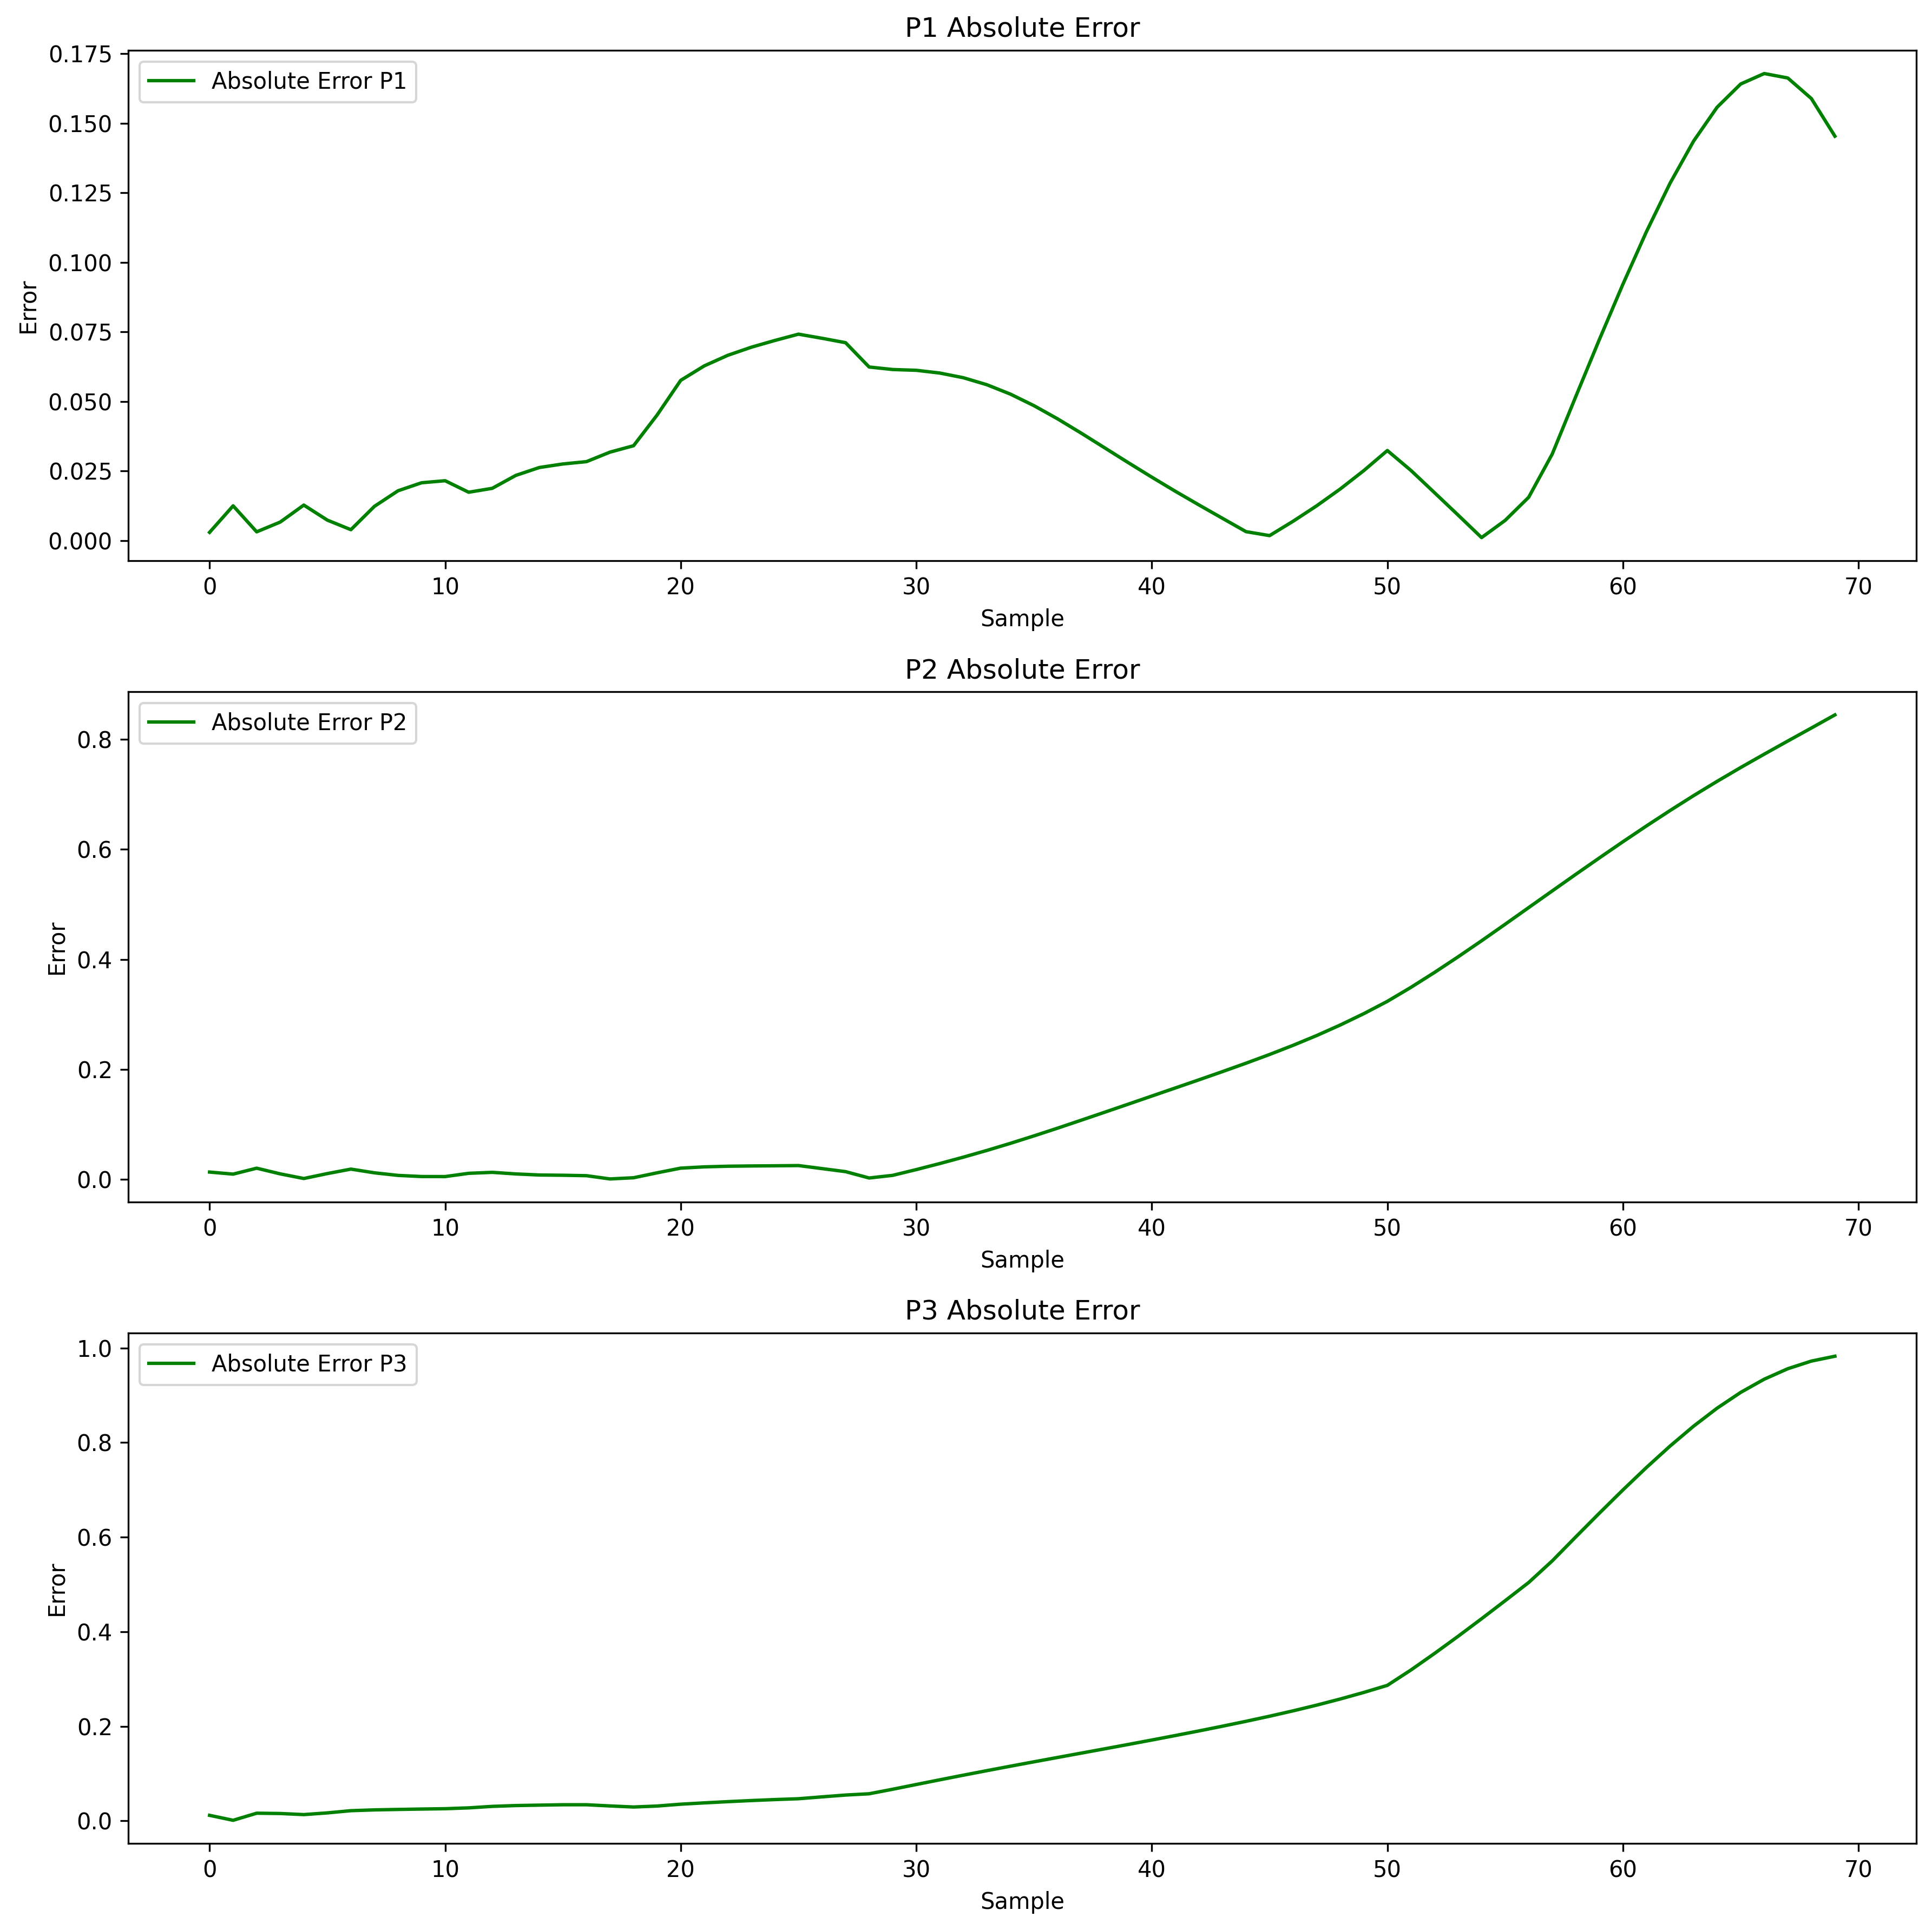 P1 Absolute Error
Absolute Error P1
0.175
0.150
0.125
0.100
0.075
0.050
0.025
0.000
Error
0 10 20 30 40 50 60 70
Sample
P2 Absolute Error
Absolute Error P2
0.8
0.6
0.4
0.2
0.0
Error
0 10 20 30 40 50 60 70
Sample
P3 Absolute Error
Absolute Error P3
1.0
0.8
0.6
0.4
0.2
0.0
Error
0 10 20 30 40 50 60 70
Sample